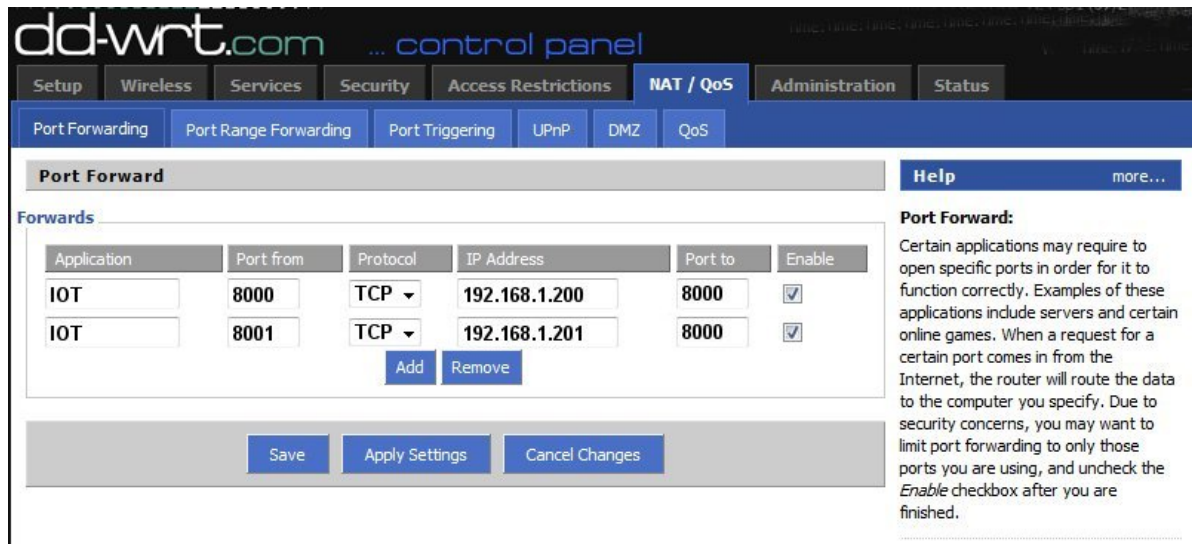 dd-wrt.com ... control panel
Setup Wireless Services Security Access Restrictions NAT / QoS Administration Status
Port Forwarding Port Range Forwarding Port Triggering UPnP DMZ QoS
Port Forward
Forwards
Application Port from Protocol IP Address Port to Enable
IOT 8000 TCP 192.168.1.200 8000
IOT 8001 TCP 192.168.1.201 8000
Add Remove
Save Apply Settings Cancel Changes
Help more...
Port Forward:
Certain applications may require to
open specific ports in order for it to
function correctly. Examples of these
applications include servers and certain
online games. When a request for a
certain port comes in from the
Internet, the router will route the data
to the computer you specify. Due to
security concerns, you may want to
limit port forwarding to only those
ports you are using, and uncheck the
Enable checkbox after you are
finished.